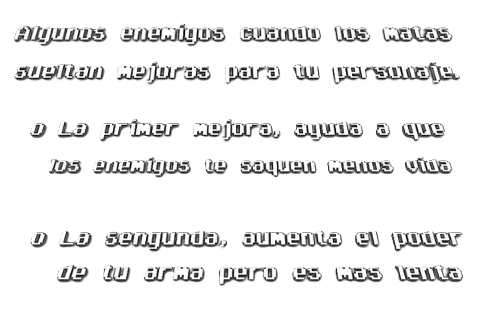 Algunos enemigos cuando los matas
sueltan mejoras para tu personaje.
o La primer mejora, ayuda a que
los enemigos te saquen menos vida
o La sengunda, aumenta el poder
de tu arma pero es mas lenta